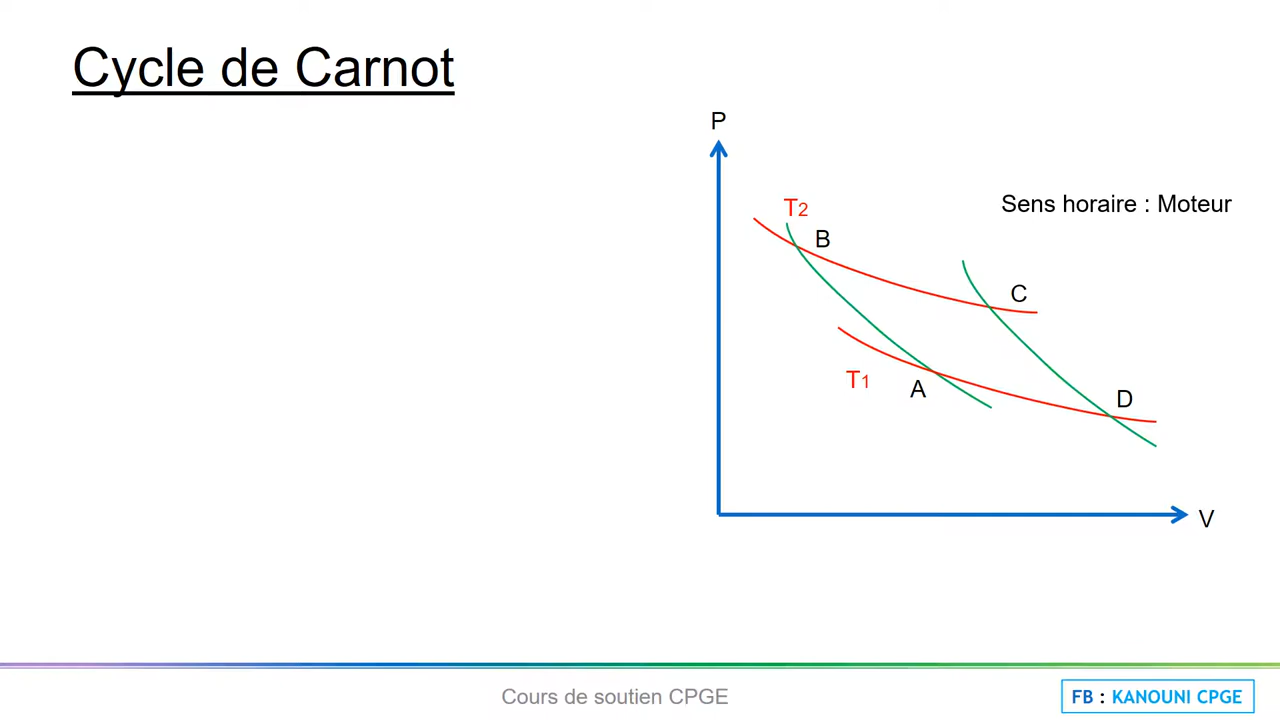 Cycle de Carnot
P
Sens horaire : Moteur
T2
B
C
T1
A
D
V
Cours de soutien CPGE
FB : KANOUNI CPGE